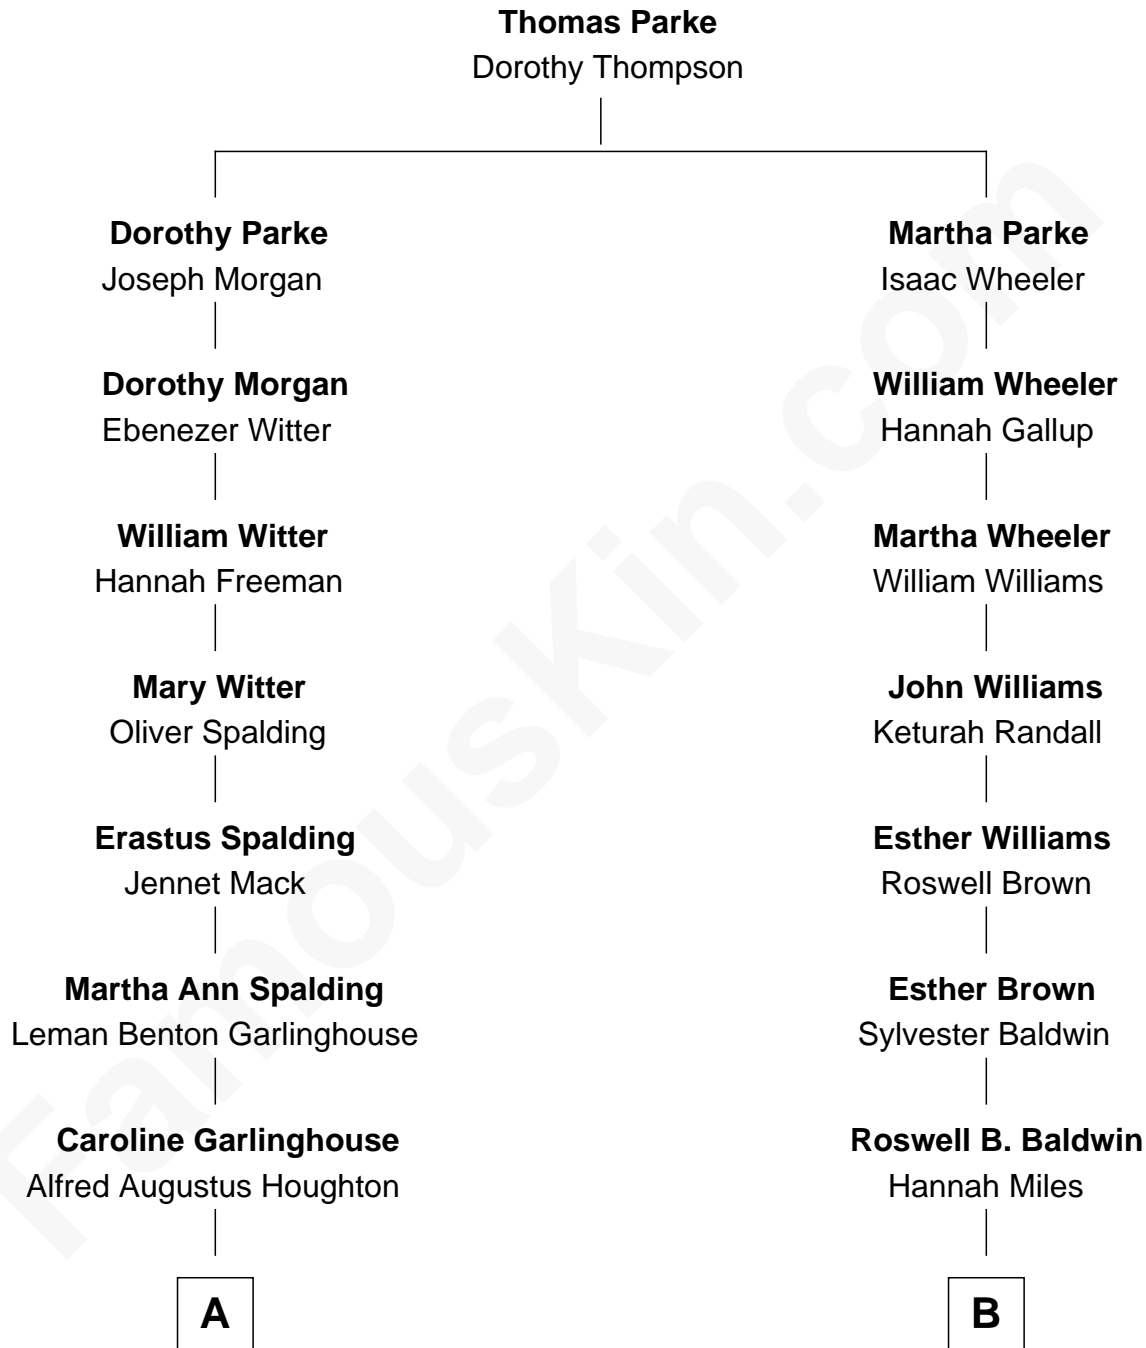 Thomas Parke
Dorothy Thompson
Dorothy Parke
Joseph Morgan
Dorothy Morgan
Ebenezer Witter
William Witter
Hannah Freeman
Mary Witter
Oliver Spalding
Erastus Spalding
Jennet Mack
Martha Ann Spalding
Leman Benton Garlinghouse
Caroline Garlinghouse
Alfred Augustus Houghton
A
Martha Parke
Isaac Wheeler
William Wheeler
Hannah Gallup
Martha Wheeler
William Williams
John Williams
Keturah Randall
Esther Williams
Roswell Brown
Esther Brown
Sylvester Baldwin
Roswell B. Baldwin
Hannah Miles
B
FamousKin.com